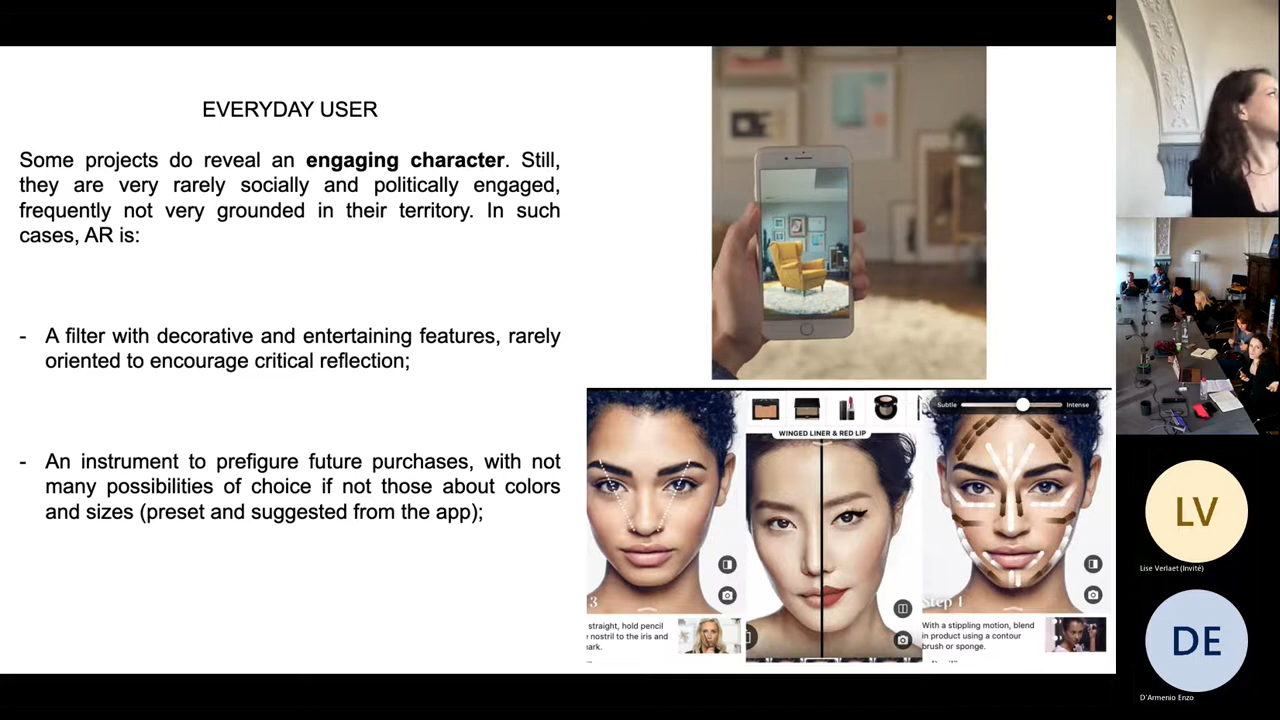 EVERYDAY USER
Some projects do reveal an engaging character. Still,
they are very rarely socially and politically engaged,
frequently not very grounded in their territory. In such
cases, AR is:
- A filter with decorative and entertaining features, rarely
oriented to encourage critical reflection;
- An instrument to prefigure future purchases, with not
many possibilities of choice if not those about colors
and sizes (preset and suggested from the app);
3
straight, hold pencil
nostril to the iris and
WINGED LINER & RED LIP
Subtle
Intense
Step 1
With a stippling motion, blend
in product using a contour
brush or sponge.
LV
Lise Verlaet (Invité)
DE
D'Armenio Enzo